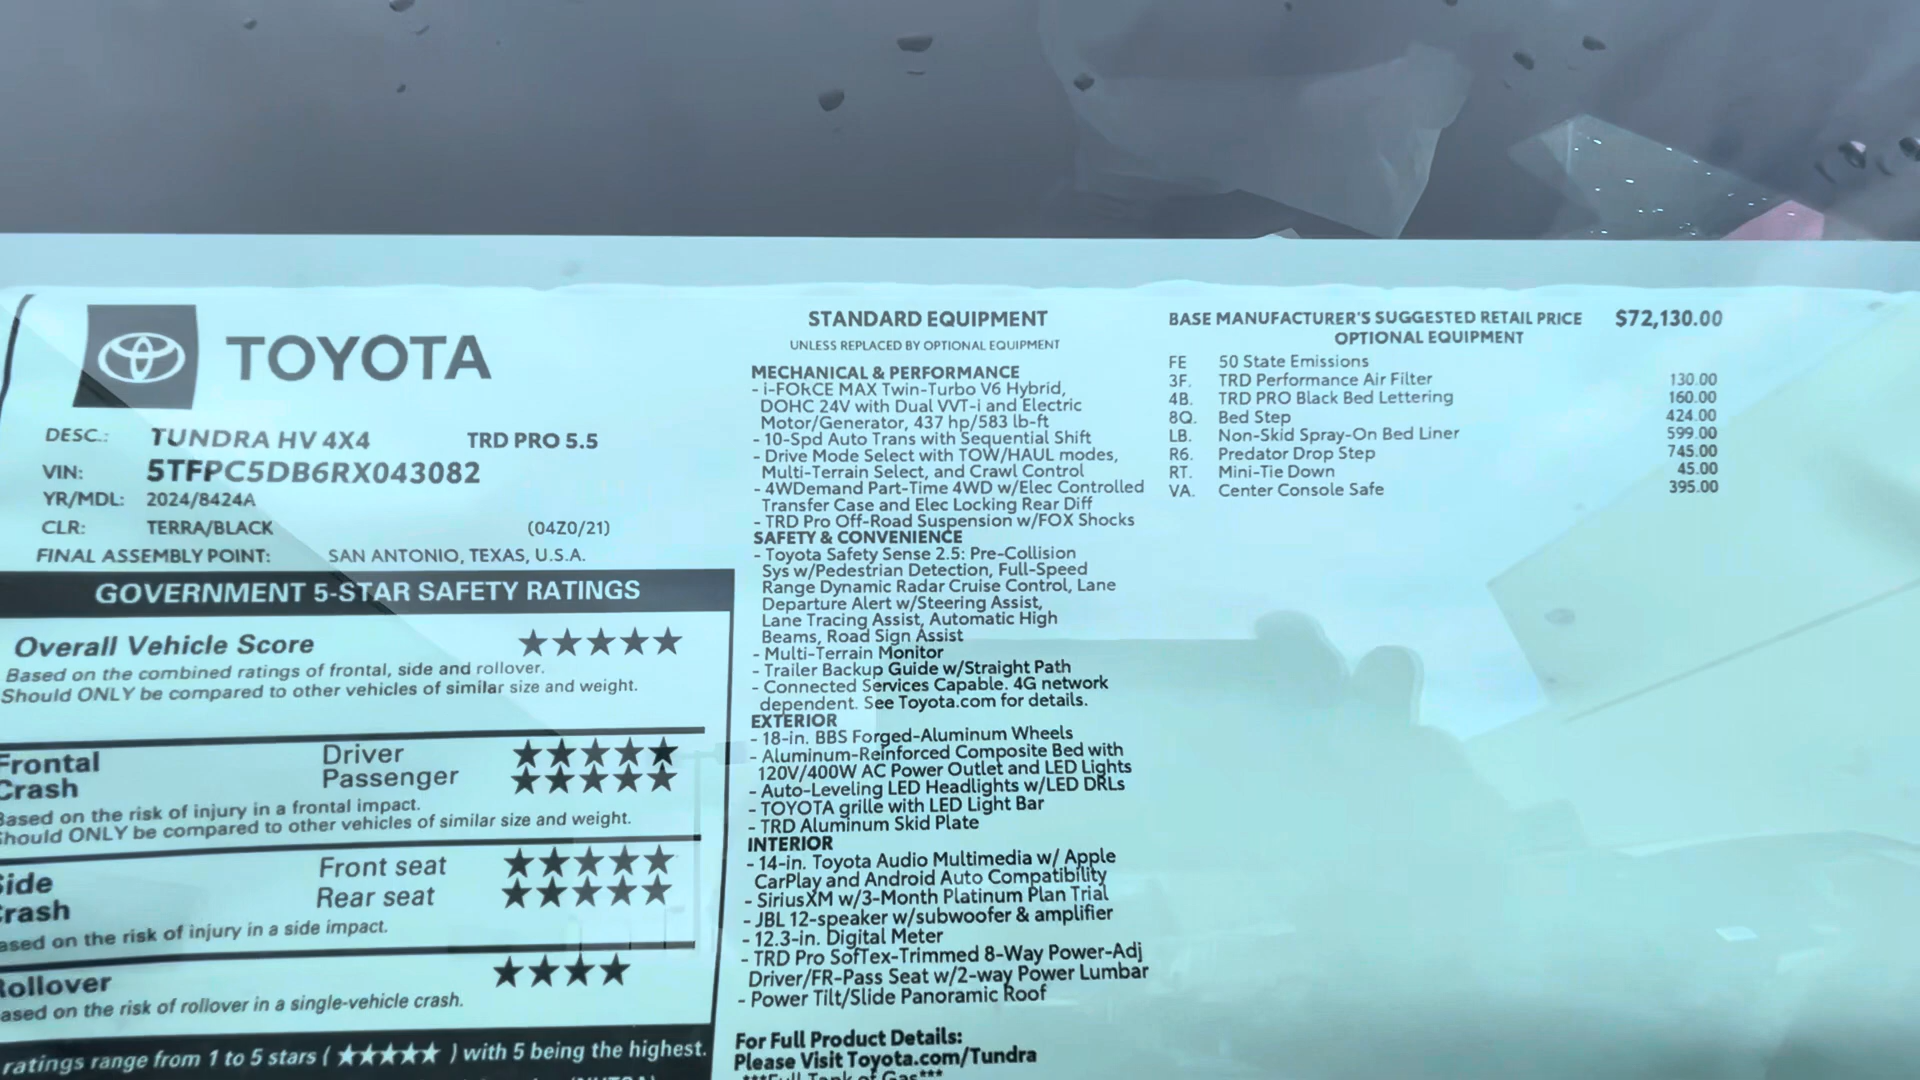 TOYOTA
DESC.: TUNDRA HV 4X4 TRD PRO 5.5
VIN: 5TFPC5DB6RX043082
YR/MDL: 2024/8424A
CLR: TERRA/BLACK (04Z0/21)
FINAL ASSEMBLY POINT: SAN ANTONIO, TEXAS, U.S.A.
GOVERNMENT 5-STAR SAFETY RATINGS
Overall Vehicle Score ★★★★★
Based on the combined ratings of frontal, side and rollover.
Should ONLY be compared to other vehicles of similar size and weight.
Frontal Crash
Driver ★★★★★
Passenger ★★★★★
Based on the risk of injury in a frontal impact.
Should ONLY be compared to other vehicles of similar size and weight.
Side Crash
Front seat ★★★★★
Rear seat ★★★★★
ased on the risk of injury in a side impact.
Rollover ★★★★
ased on the risk of rollover in a single-vehicle crash.
ratings range from 1 to 5 stars (★★★★★) with 5 being the highest.
STANDARD EQUIPMENT
UNLESS REPLACED BY OPTIONAL EQUIPMENT
MECHANICAL & PERFORMANCE
- i-FORCE MAX Twin-Turbo V6 Hybrid,
DOHC 24V with Dual VVT-i and Electric
Motor/Generator, 437 hp/583 lb-ft
- 10-Spd Auto Trans with Sequential Shift
- Drive Mode Select with TOW/HAUL modes,
Multi-Terrain Select, and Crawl Control
- 4WDemand Part-Time 4WD w/Elec Controlled
Transfer Case and Elec Locking Rear Diff
- TRD Pro Off-Road Suspension w/FOX Shocks
SAFETY & CONVENIENCE
- Toyota Safety Sense 2.5: Pre-Collision
Sys w/Pedestrian Detection, Full-Speed
Range Dynamic Radar Cruise Control, Lane
Departure Alert w/Steering Assist,
Lane Tracing Assist, Automatic High
Beams, Road Sign Assist
- Multi-Terrain Monitor
- Trailer Backup Guide w/Straight Path
- Connected Services Capable. 4G network
dependent. See Toyota.com for details.
EXTERIOR
- 18-in. BBS Forged-Aluminum Wheels
- Aluminum-Reinforced Composite Bed with
120V/400W AC Power Outlet and LED Lights
- Auto-Leveling LED Headlights w/LED DRLs
- TOYOTA grille with LED Light Bar
- TRD Aluminum Skid Plate
INTERIOR
- 14-in. Toyota Audio Multimedia w/ Apple
CarPlay and Android Auto Compatibility
- SiriusXM w/3-Month Platinum Plan Trial
- JBL 12-speaker w/subwoofer & amplifier
- 12.3-in. Digital Meter
- TRD Pro SofTex-Trimmed 8-Way Power-Adj
Driver/FR-Pass Seat w/2-way Power Lumbar
- Power Tilt/Slide Panoramic Roof
For Full Product Details:
Please Visit Toyota.com/Tundra
***Full Tank of Gas***
BASE MANUFACTURER'S SUGGESTED RETAIL PRICE $72,130.00
OPTIONAL EQUIPMENT
FE 50 State Emissions
3F. TRD Performance Air Filter 130.00
4B. TRD PRO Black Bed Lettering 160.00
8Q. Bed Step 424.00
LB. Non-Skid Spray-On Bed Liner 599.00
R6. Predator Drop Step 745.00
RT. Mini-Tie Down 45.00
VA. Center Console Safe 395.00